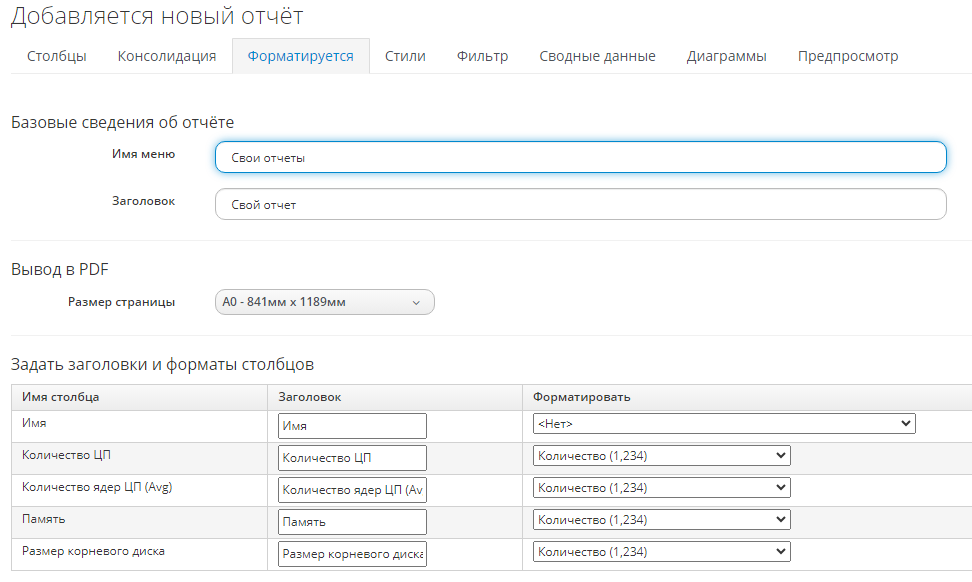 Добавляется новый отчёт
Столбцы Консолидация Форматируется Стили Фильтр Сводные данные Диаграммы Предпросмотр
Базовые сведения об отчёте
Имя меню Свои отчеты
Заголовок Свой отчет
Вывод в PDF
Размер страницы A0 - 841мм x 1189мм
Задать заголовки и форматы столбцов
Имя столбца Заголовок Форматировать
Имя Имя <Нет>
Количество ЦП Количество ЦП Количество (1,234)
Количество ядер ЦП (Avg) Количество ядер ЦП (Av Количество (1,234)
Память Память Количество (1,234)
Размер корневого диска Размер корневого диска Количество (1,234)